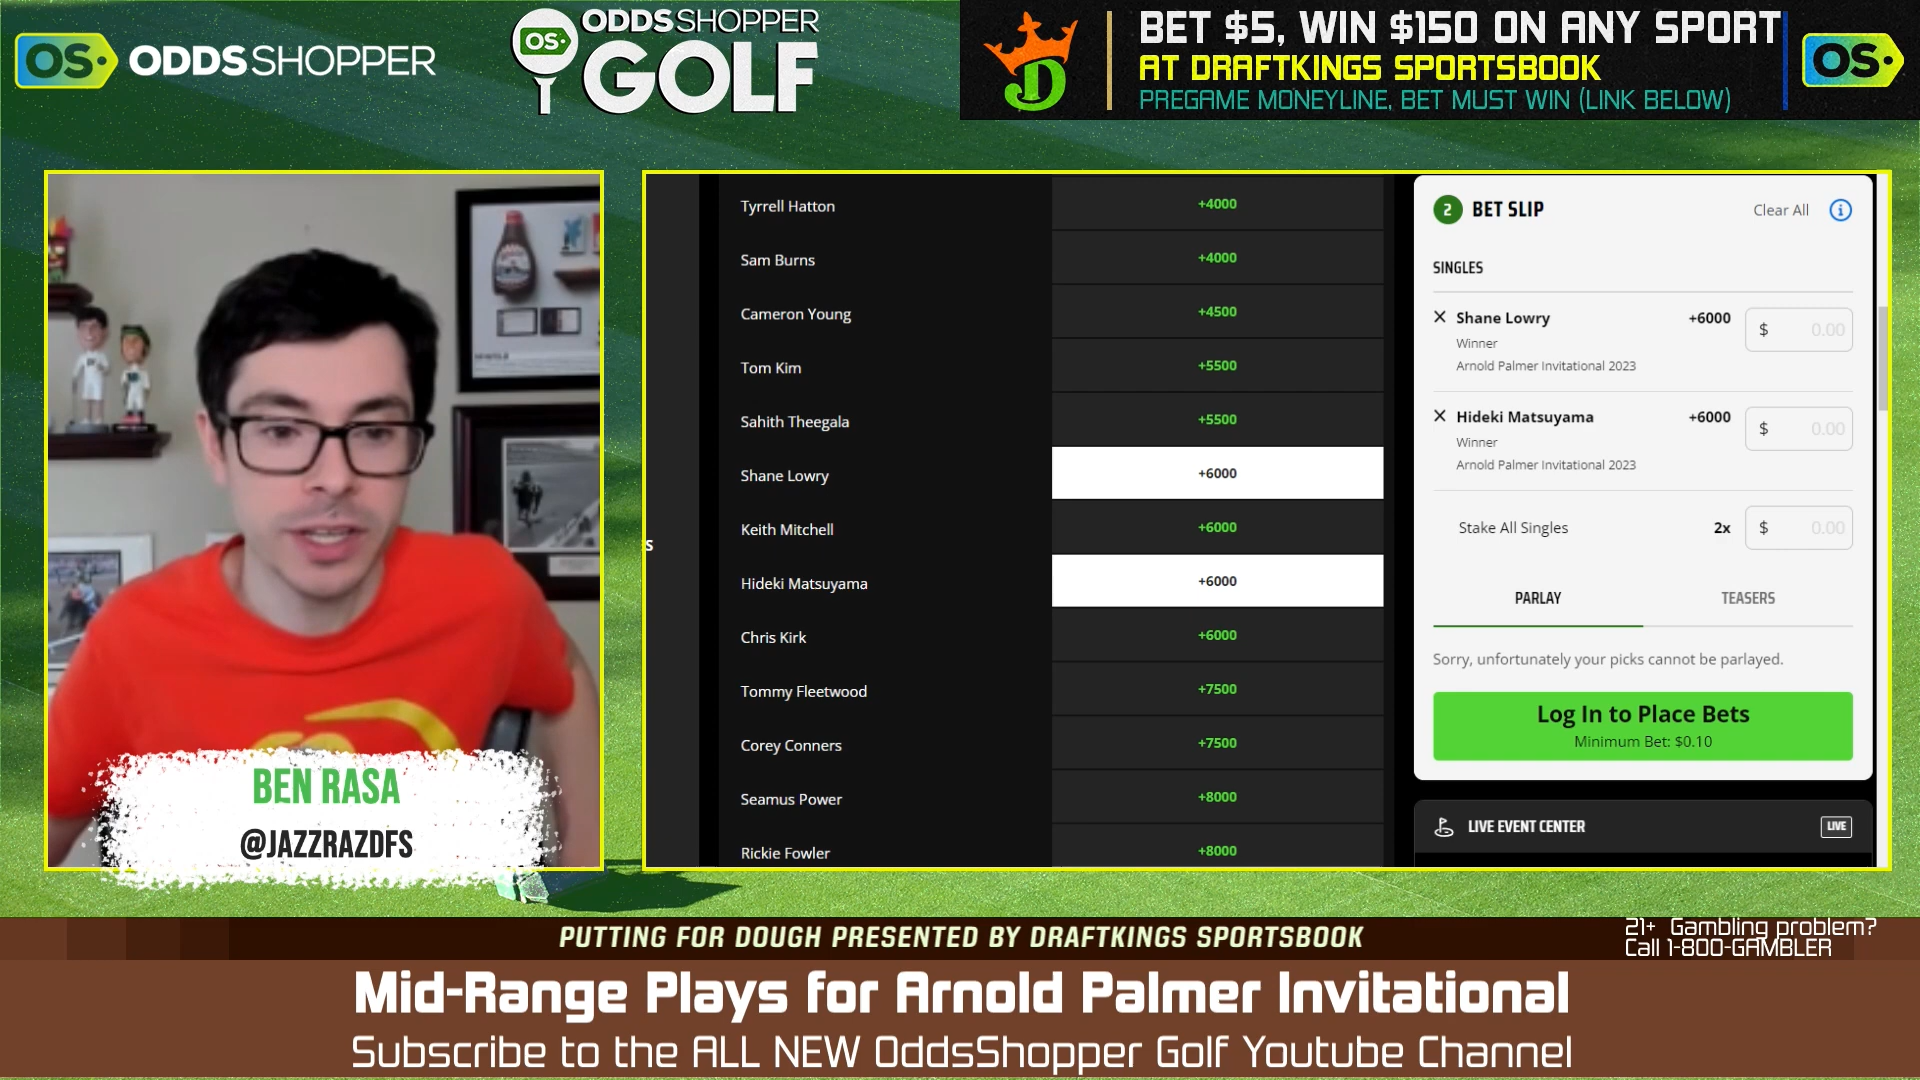 OS. ODDSSHOPPER
ODDSSHOPPER
OS.
GOLF
BET $5, WIN $150 ON ANY SPORT
AT DRAFTKINGS SPORTSBOOK
PREGAME MONEYLINE, BET MUST WIN (LINK BELOW)
OS.
Tyrrell Hatton +4000
Sam Burns +4000
Cameron Young +4500
Tom Kim +5500
Sahith Theegala +5500
Shane Lowry +6000
Keith Mitchell +6000
Hideki Matsuyama +6000
Chris Kirk +6000
Tommy Fleetwood +7500
Corey Conners +7500
Seamus Power +8000
Rickie Fowler +8000
S
2 BET SLIP Clear All i
SINGLES
X Shane Lowry +6000 $ 0.00
Winner
Arnold Palmer Invitational 2023
X Hideki Matsuyama +6000 $ 0.00
Winner
Arnold Palmer Invitational 2023
Stake All Singles 2x $ 0.00
PARLAY TEASERS
Sorry, unfortunately your picks cannot be parlayed.
Log In to Place Bets
Minimum Bet: $0.10
LIVE EVENT CENTER LIVE
BEN RASA
@JAZZRAZDFS
PUTTING FOR DOUGH PRESENTED BY DRAFTKINGS SPORTSBOOK
21+ Gambling problem?
Call 1-800-GAMBLER
Mid-Range Plays for Arnold Palmer Invitational
Subscribe to the ALL NEW OddsShopper Golf Youtube Channel